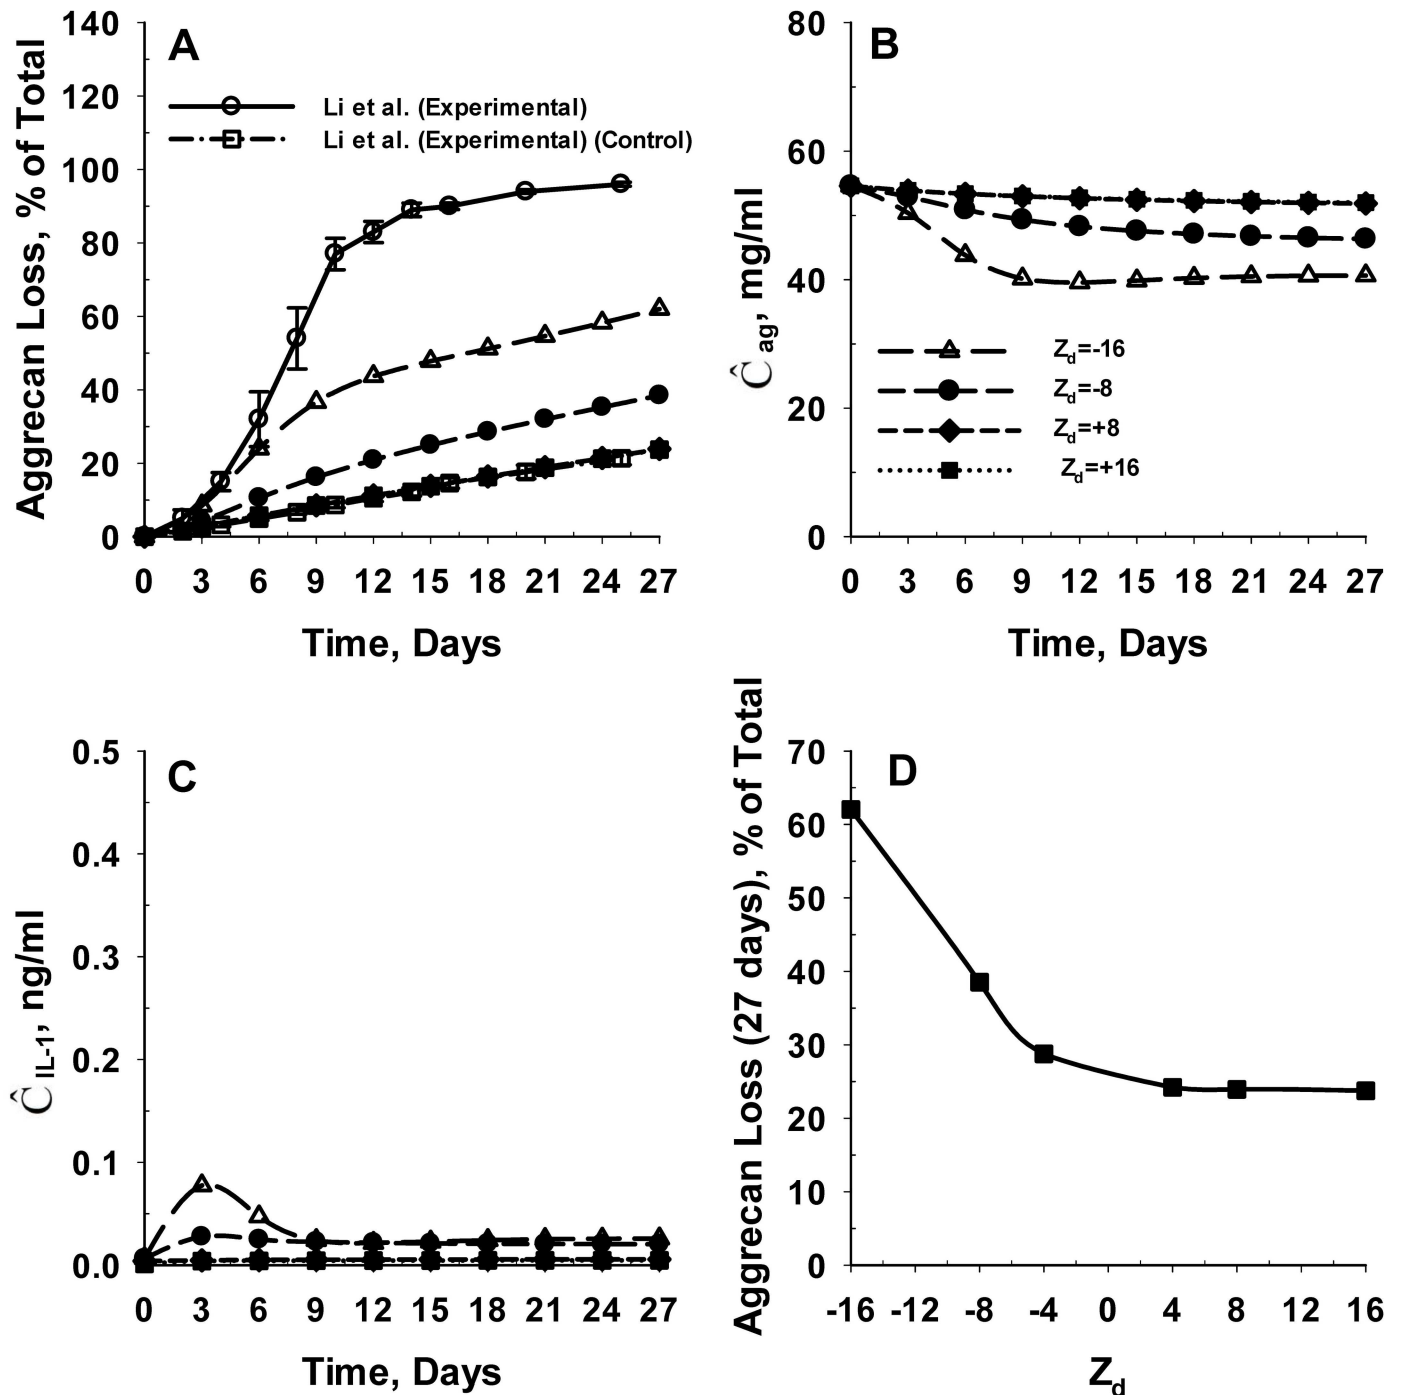 A
Aggrecan Loss, % of Total
140
120
100
80
60
40
20
0
Li et al. (Experimental)
Li et al. (Experimental) (Control)
0 3 6 9 12 15 18 21 24 27
Time, Days
B
Ĉag, mg/ml
80
60
40
20
0
Zd=-16
Zd=-8
Zd=+8
Zd=+16
0 3 6 9 12 15 18 21 24 27
Time, Days
C
ĈIL-1, ng/ml
0.5
0.4
0.3
0.2
0.1
0.0
0 3 6 9 12 15 18 21 24 27
Time, Days
D
Aggrecan Loss (27 days), % of Total
70
60
50
40
30
20
10
0
-16 -12 -8 -4 0 4 8 12 16
Zd